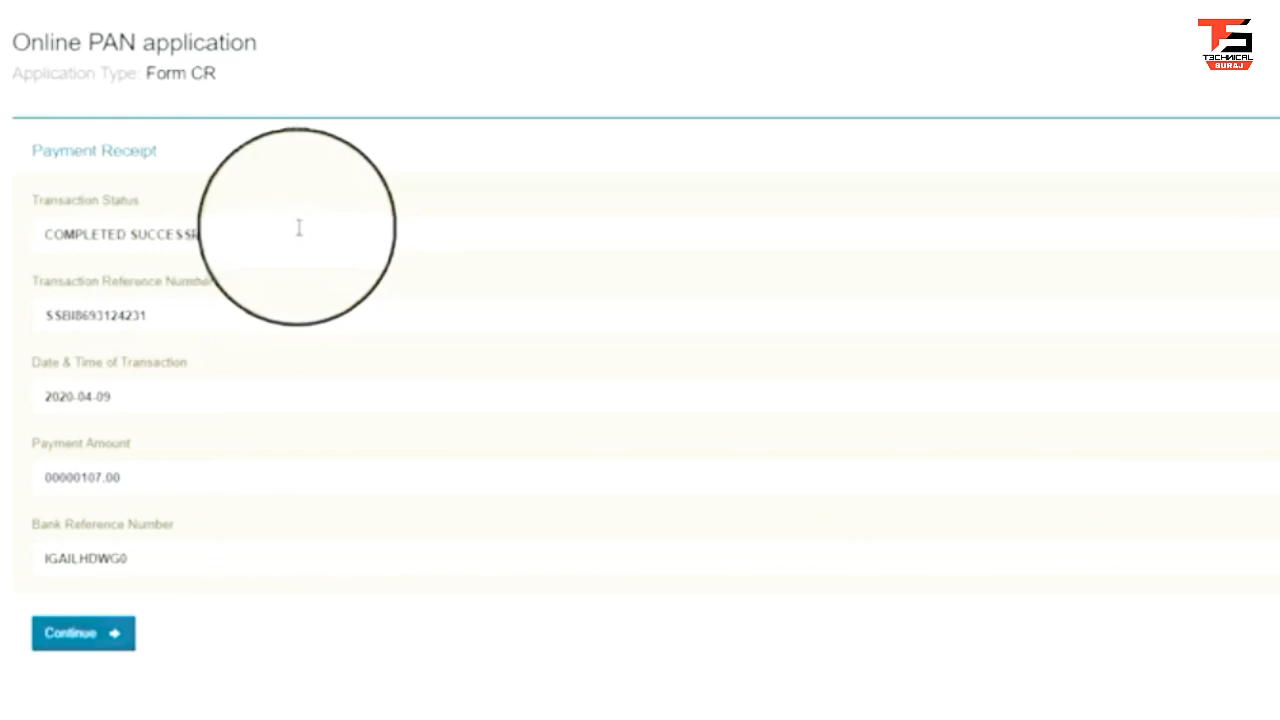 Online PAN application
Application Type: Form CR
TECHNICAL
SURAJ
Payment Receipt
Transaction Status
COMPLETED
Transaction Reference Number
SSBI8693124231
Date & Time of Transaction
2020-04-09
Payment Amount
00000107.00
Bank Reference Number
IGAILHDWG0
Continue